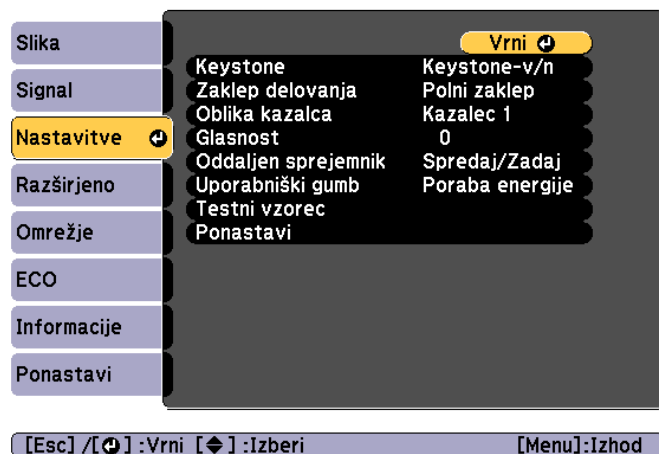 Slika
Signal
Nastavitve
Razširjeno
Omrežje
ECO
Informacije
Ponastavi
Vrni
Keystone Keystone-v/n
Zaklep delovanja Polni zaklep
Oblika kazalca Kazalec 1
Glasnost 0
Oddaljen sprejemnik Spredaj/Zadaj
Uporabniški gumb Poraba energije
Testni vzorec
Ponastavi
[Esc] /[ ] :Vrni [ ] :Izberi [Menu]:Izhod